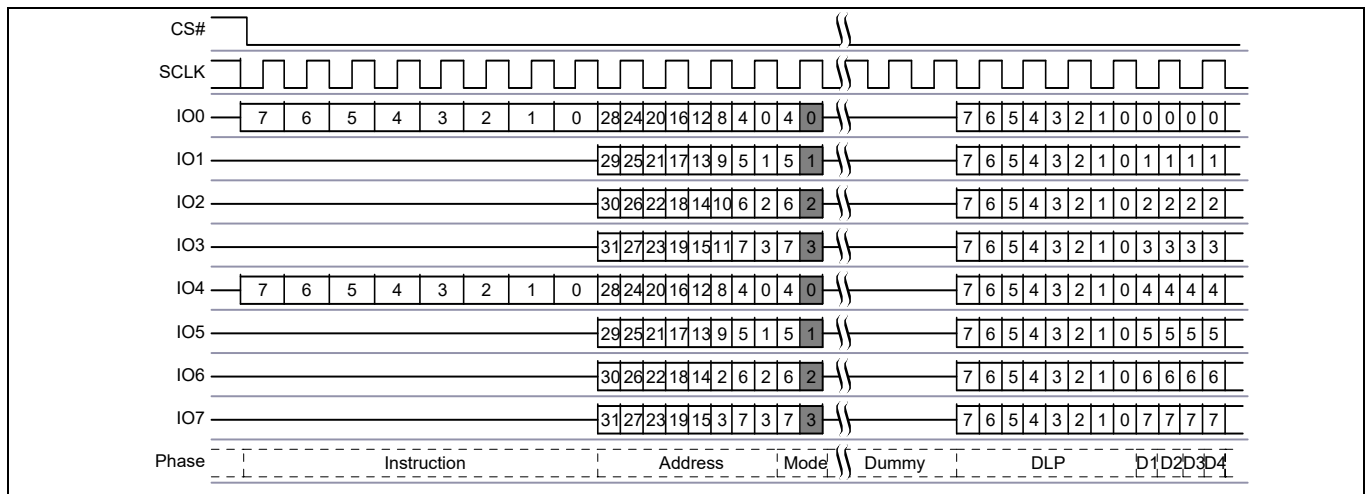 CS#
SCLK
IO0 7 6 5 4 3 2 1 0 28 24 20 16 12 8 4 0 4 0 7 6 5 4 3 2 1 0 0 0 0 0
IO1 29 25 21 17 13 9 5 1 5 1 7 6 5 4 3 2 1 0 1 1 1 1
IO2 30 26 22 18 14 10 6 2 6 2 7 6 5 4 3 2 1 0 2 2 2 2
IO3 31 27 23 19 15 11 7 3 7 3 7 6 5 4 3 2 1 0 3 3 3 3
IO4 7 6 5 4 3 2 1 0 28 24 20 16 12 8 4 0 4 0 7 6 5 4 3 2 1 0 4 4 4 4
IO5 29 25 21 17 13 9 5 1 5 1 7 6 5 4 3 2 1 0 5 5 5 5
IO6 30 26 22 18 14 2 6 2 6 2 7 6 5 4 3 2 1 0 6 6 6 6
IO7 31 27 23 19 15 3 7 3 7 3 7 6 5 4 3 2 1 0 7 7 7 7
Phase Instruction Address Mode Dummy DLP D1 D2 D3 D4